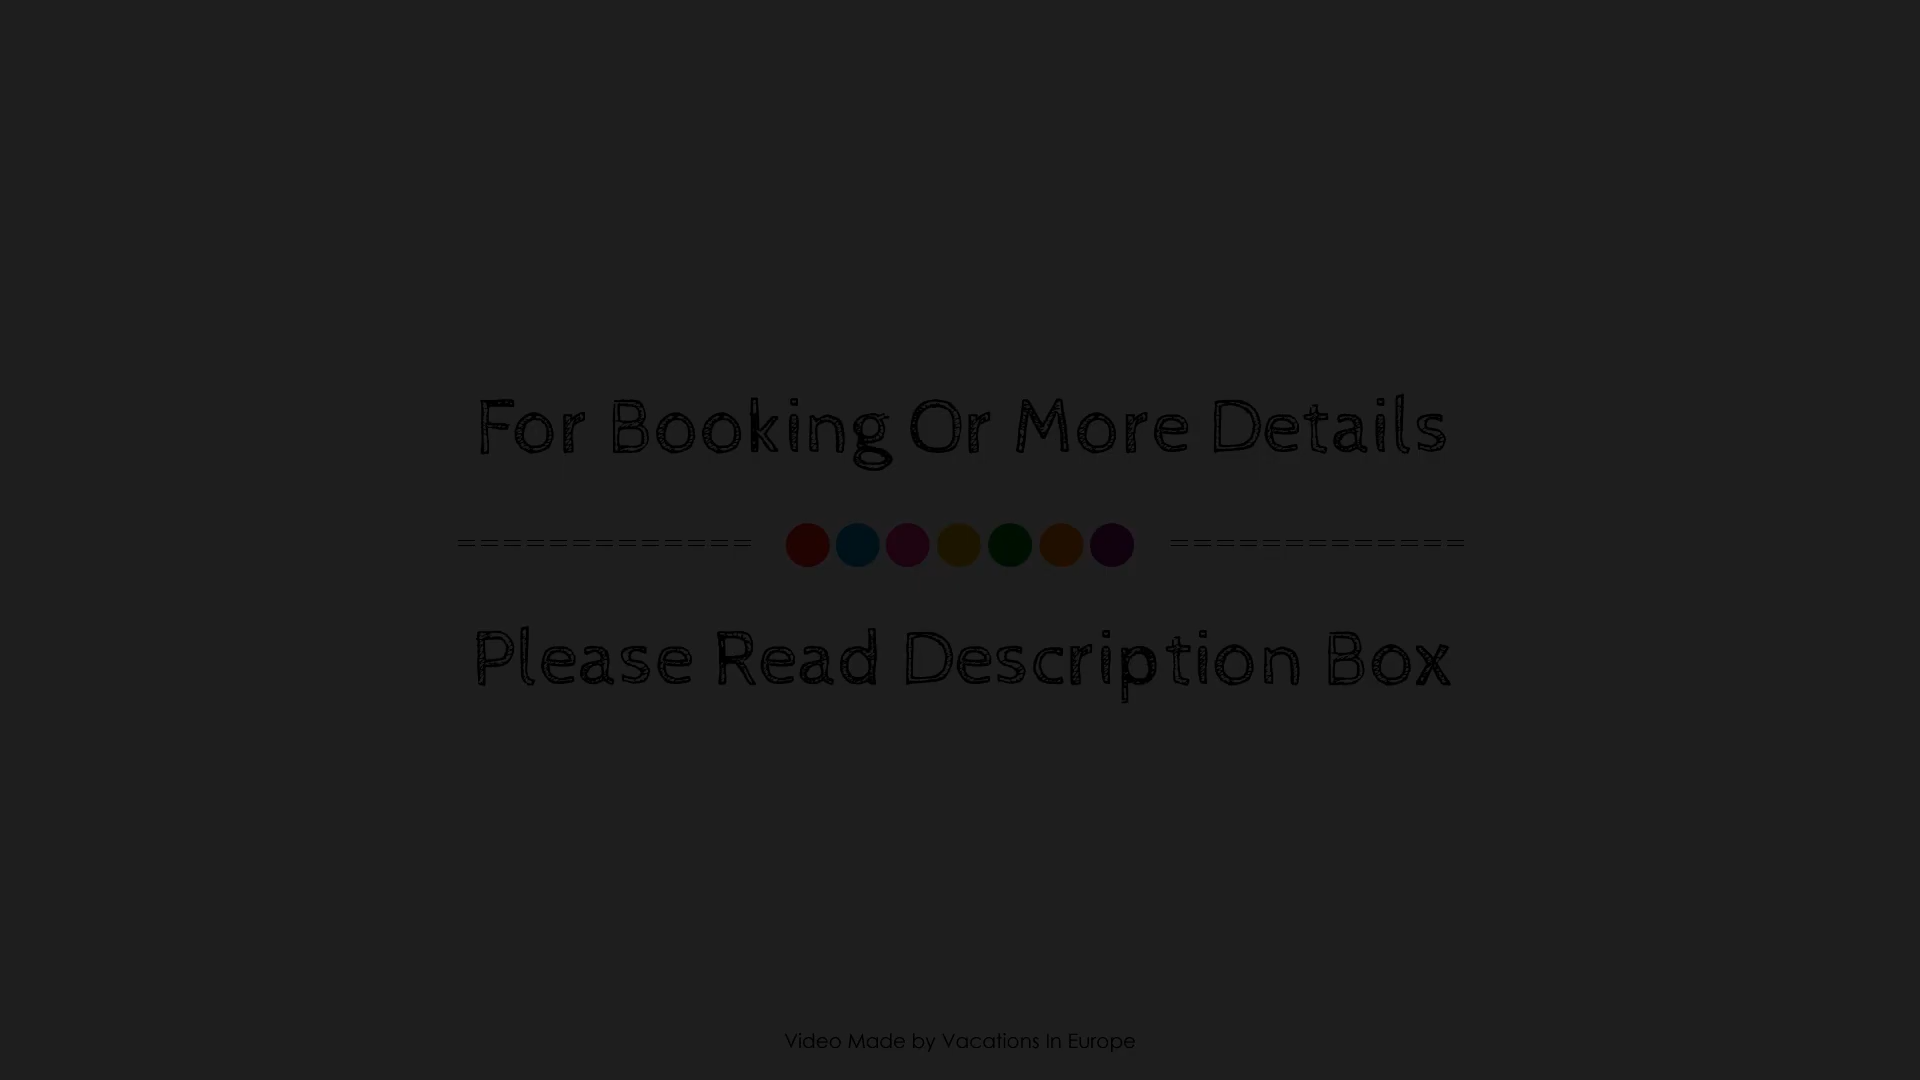 For Booking Or More Details
============= =============
Please Read Description Box
Video Made by Vacations In Europe